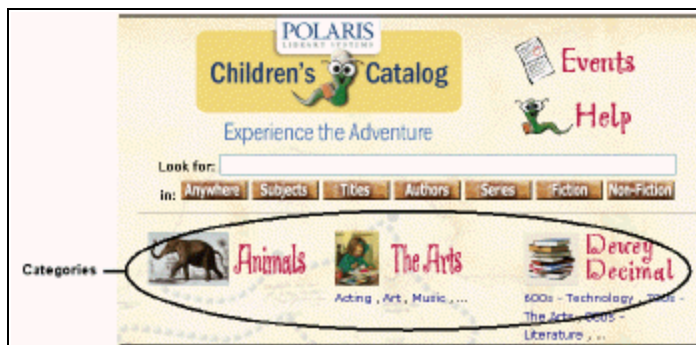 POLARIS
LIBRARY SYSTEMS
Children's Catalog
Experience the Adventure
Events
Help
Look for:
in: Anywhere Subjects Titles Authors Series Fiction Non-Fiction
Categories
Animals
The Arts
Acting , Art , Music , ...
Dewey
Decimal
600s - Technology , 700s -
The Arts , 800s -
Literature , ...